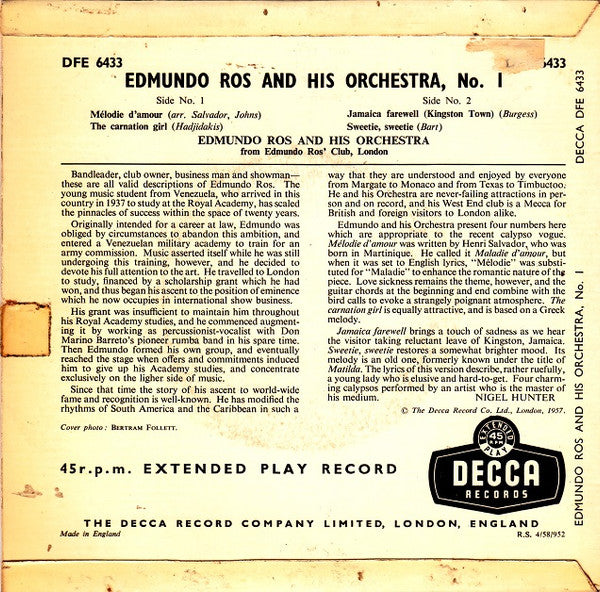 DFE 6433
6433
EDMUNDO ROS AND HIS ORCHESTRA, No. 1
Side No. 1
Mélodie d'amour (arr. Salvador, Johns)
The carnation girl (Hadjidakis)
Side No. 2
Jamaica farewell (Kingston Town) (Burgess)
Sweetie, sweetie (Bart)
EDMUNDO ROS AND HIS ORCHESTRA
from Edmundo Ros' Club, London
Bandleader, club owner, business man and showman—
these are all valid descriptions of Edmundo Ros. The
young music student from Venezuela, who arrived in this
country in 1937 to study at the Royal Academy, has scaled
the pinnacles of success within the space of twenty years.
Originally intended for a career at law, Edmundo was
obliged by circumstances to abandon this ambition, and
entered a Venezuelan military academy to train for an
army commission. Music asserted itself while he was still
undergoing this training, however, and he decided to
devote his full attention to the art. He travelled to London
to study, financed by a scholarship grant which he had
won, and thus began his ascent to the position of eminence
which he now occupies in international show business.
His grant was insufficient to maintain him throughout
his Royal Academy studies, and he commenced augment-
ing it by working as percussionist-vocalist with Don
Marino Barreto's pioneer rumba band in his spare time.
Then Edmundo formed his own group, and eventually
reached the stage when offers and commitments induced
him to give up his Academy studies, and concentrate
exclusively on the ligher side of music.
Since that time the story of his ascent to world-wide
fame and recognition is well-known. He has modified the
rhythms of South America and the Caribbean in such a
Cover photo : BERTRAM FOLLETT.
way that they are understood and enjoyed by everyone
from Margate to Monaco and from Texas to Timbuctoo.
He and his Orchestra are never-failing attractions in per-
son and on record, and his West End club is a Mecca for
British and foreign visitors to London alike.
Edmundo and his Orchestra present four numbers here
which are appropriate to the recent calypso vogue.
Mélodie d'amour was written by Henri Salvador, who was
born in Martinique. He called it Maladie d'amour, but
when it was set to English lyrics, "Mélodie" was substi-
tuted for "Maladie" to enhance the romantic nature of the
piece. Love sickness remains the theme, however, and the
guitar chords at the beginning and end combine with the
bird calls to evoke a strangely poignant atmosphere. The
carnation girl is equally attractive, and is based on a Greek
melody.
Jamaica farewell brings a touch of sadness as we hear
the visitor taking reluctant leave of Kingston, Jamaica.
Sweetie, sweetie restores a somewhat brighter mood. Its
melody is an old one, formerly known under the title of
Matilda. The lyrics of this version describe, rather ruefully,
a young lady who is elusive and hard-to-get. Four charm-
ing calypsos performed by an artist who is the master of
his medium. NIGEL HUNTER
© The Decca Record Co. Ltd., London, 1957.
45 r.p.m. EXTENDED PLAY RECORD
EXTENDED
45
RPM
PLAY
DECCA
RECORDS
THE DECCA RECORD COMPANY LIMITED, LONDON, ENGLAND
Made in England
R.S. 4/58/952
DECCA DFE 6433
EDMUNDO ROS AND HIS ORCHESTRA, No. 1